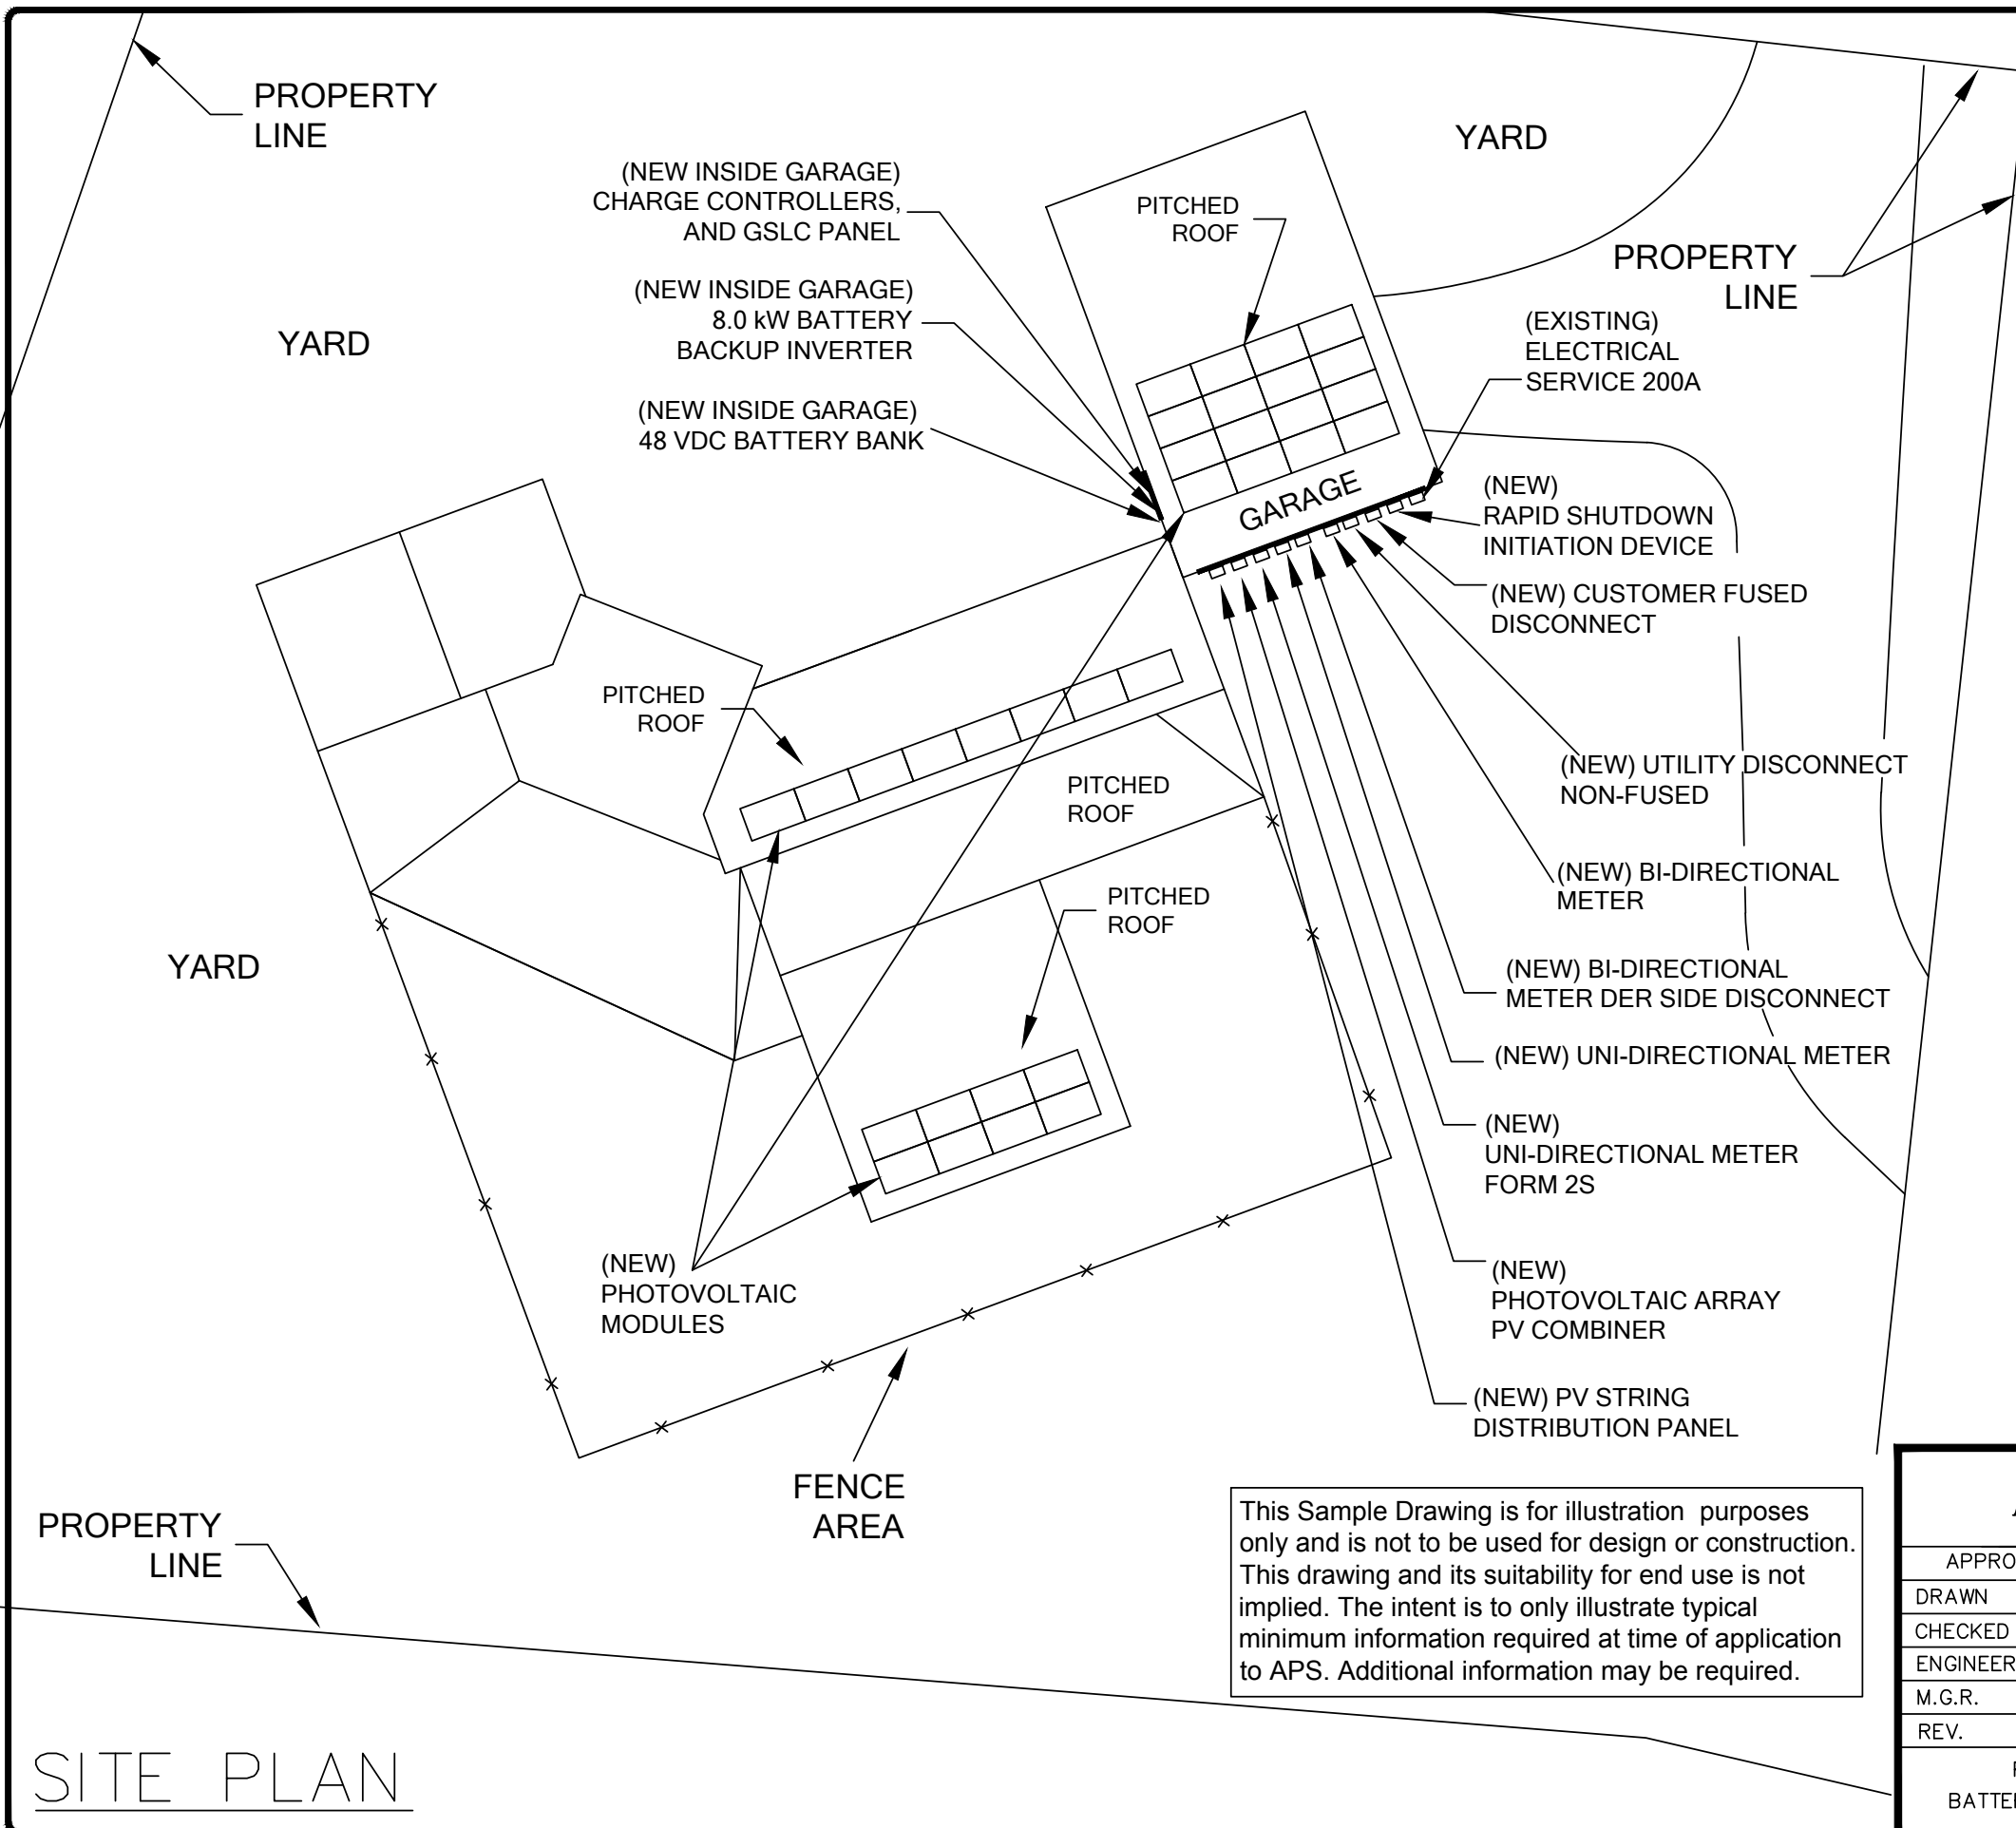 PROPERTY
LINE
YARD
(NEW INSIDE GARAGE)
CHARGE CONTROLLERS,
AND GSLC PANEL
PITCHED
ROOF
PROPERTY
LINE
(NEW INSIDE GARAGE)
8.0 kW BATTERY
BACKUP INVERTER
YARD
(EXISTING)
ELECTRICAL
SERVICE 200A
(NEW INSIDE GARAGE)
48 VDC BATTERY BANK
GARAGE
(NEW)
RAPID SHUTDOWN
INITIATION DEVICE
(NEW) CUSTOMER FUSED
DISCONNECT
PITCHED
ROOF
PITCHED
ROOF
(NEW) UTILITY DISCONNECT
NON-FUSED
(NEW) BI-DIRECTIONAL
METER
PITCHED
ROOF
YARD
(NEW) BI-DIRECTIONAL
METER DER SIDE DISCONNECT
(NEW) UNI-DIRECTIONAL METER
(NEW)
UNI-DIRECTIONAL METER
FORM 2S
(NEW)
PHOTOVOLTAIC
MODULES
(NEW)
PHOTOVOLTAIC ARRAY
PV COMBINER
(NEW) PV STRING
DISTRIBUTION PANEL
FENCE
AREA
PROPERTY
LINE
This Sample Drawing is for illustration purposes
only and is not to be used for design or construction.
This drawing and its suitability for end use is not
implied. The intent is to only illustrate typical
minimum information required at time of application
to APS. Additional information may be required.
APPRO
DRAWN
CHECKED
ENGINEER
M.G.R.
REV.
BATTE
SITE PLAN